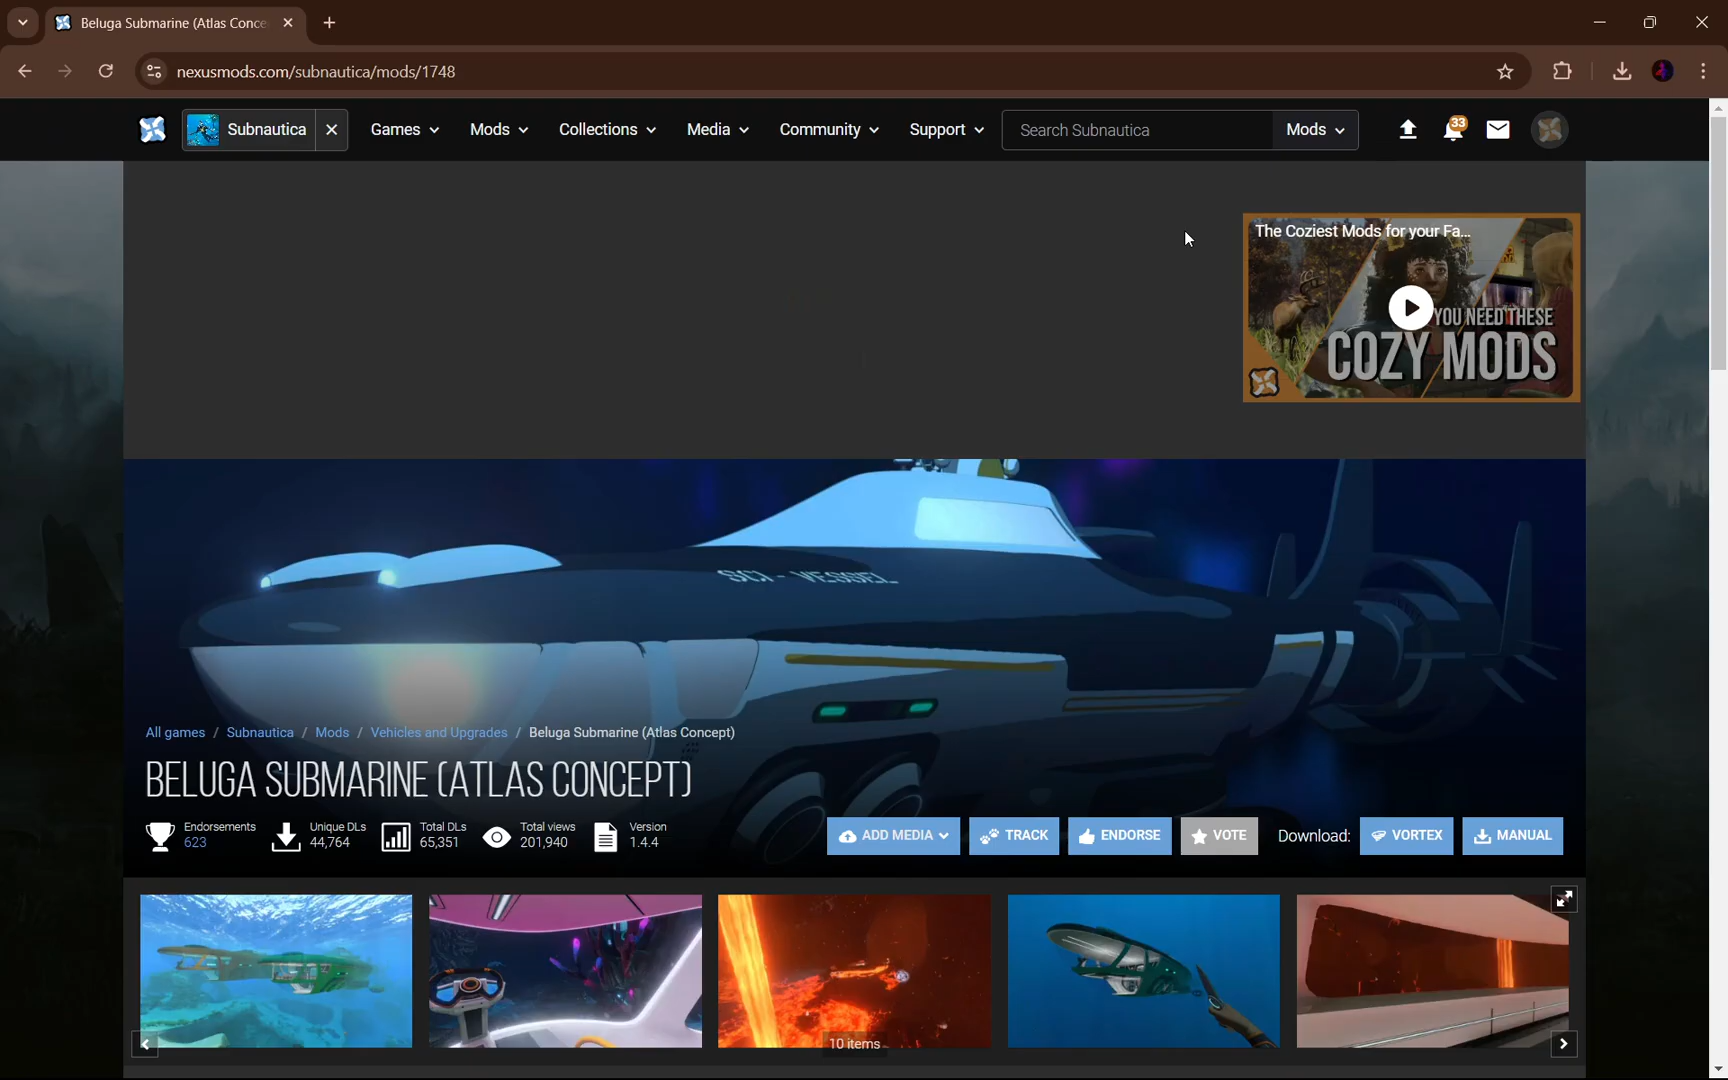 Beluga Submarine (Atlas Conce
nexusmods.com/subnautica/mods/1748
Subnautica
Games
Mods
Collections
Media
Community
Support
Search Subnautica
Mods
33
The Coziest Mods for your Fa...
YOU NEED THESE
COZY MODS
SCI - VESSEL
All games / Subnautica / Mods / Vehicles and Upgrades / Beluga Submarine (Atlas Concept)
BELUGA SUBMARINE (ATLAS CONCEPT)
Endorsements
623
Unique DLs
44,764
Total DLs
65,351
Total views
201,940
Version
1.4.4
ADD MEDIA
TRACK
ENDORSE
VOTE
Download:
VORTEX
MANUAL
10 items